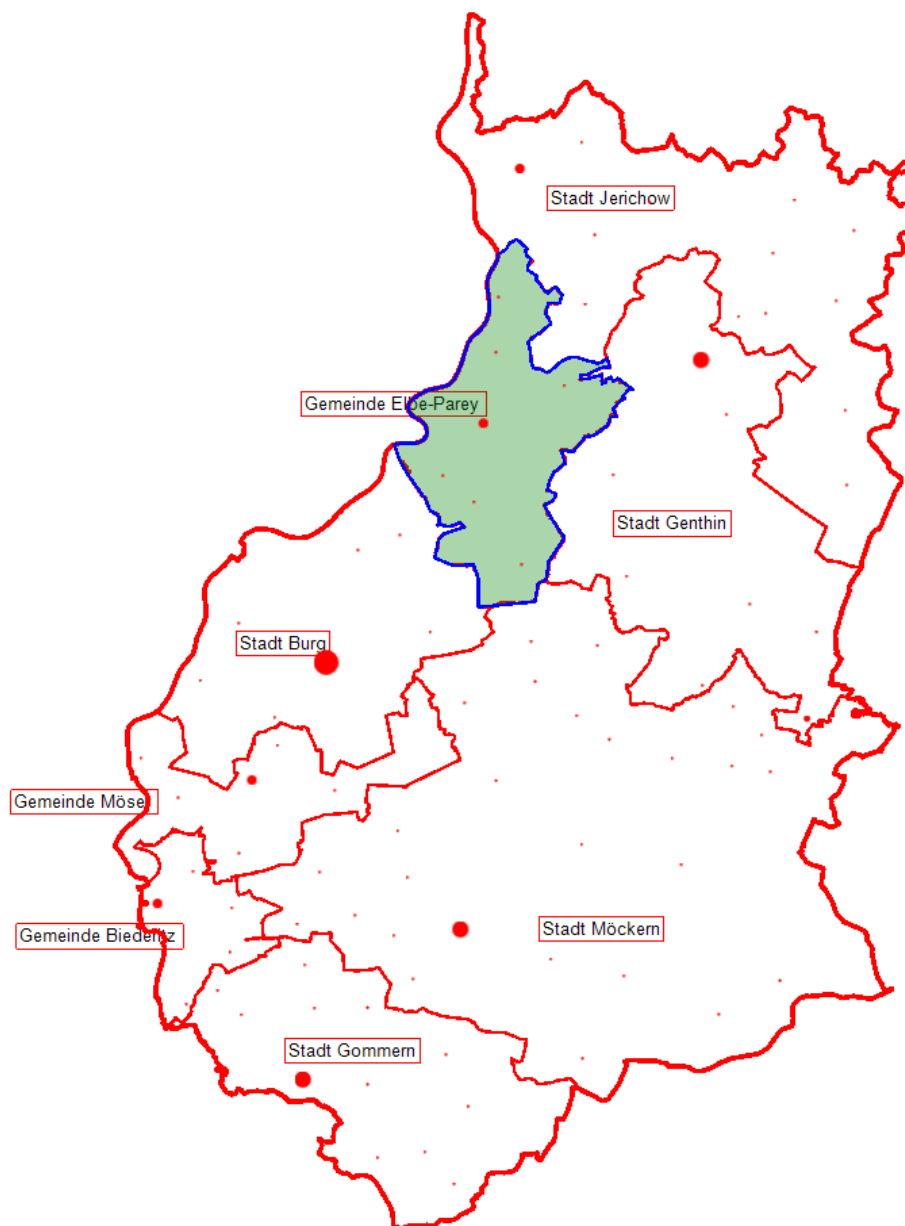 Stadt Jerichow
Gemeinde Elbe-Parey
Stadt Genthin
Stadt Burg
Gemeinde Möser
Gemeinde Biederitz
Stadt Möckern
Stadt Gommern